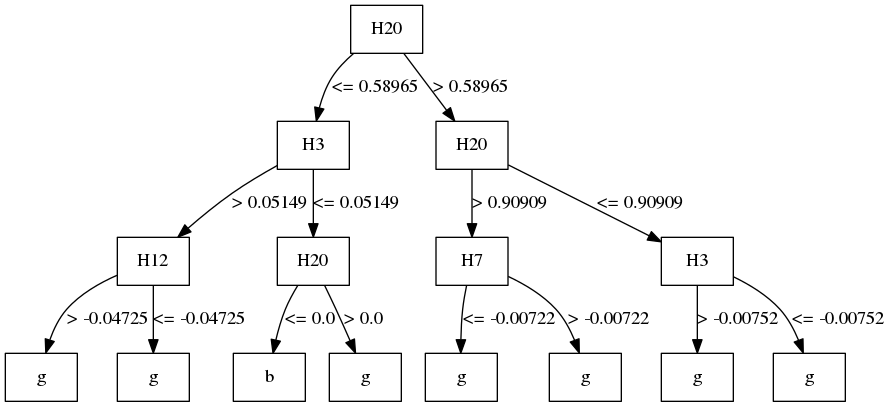 H20
<= 0.58965
> 0.58965
H3
H20
> 0.05149
<= 0.05149
> 0.90909
<= 0.90909
H12
H20
H7
H3
> -0.04725
<= -0.04725
<= 0.0
> 0.0
<= -0.00722
> -0.00722
> -0.00752
<= -0.00752
g
g
b
g
g
g
g
g